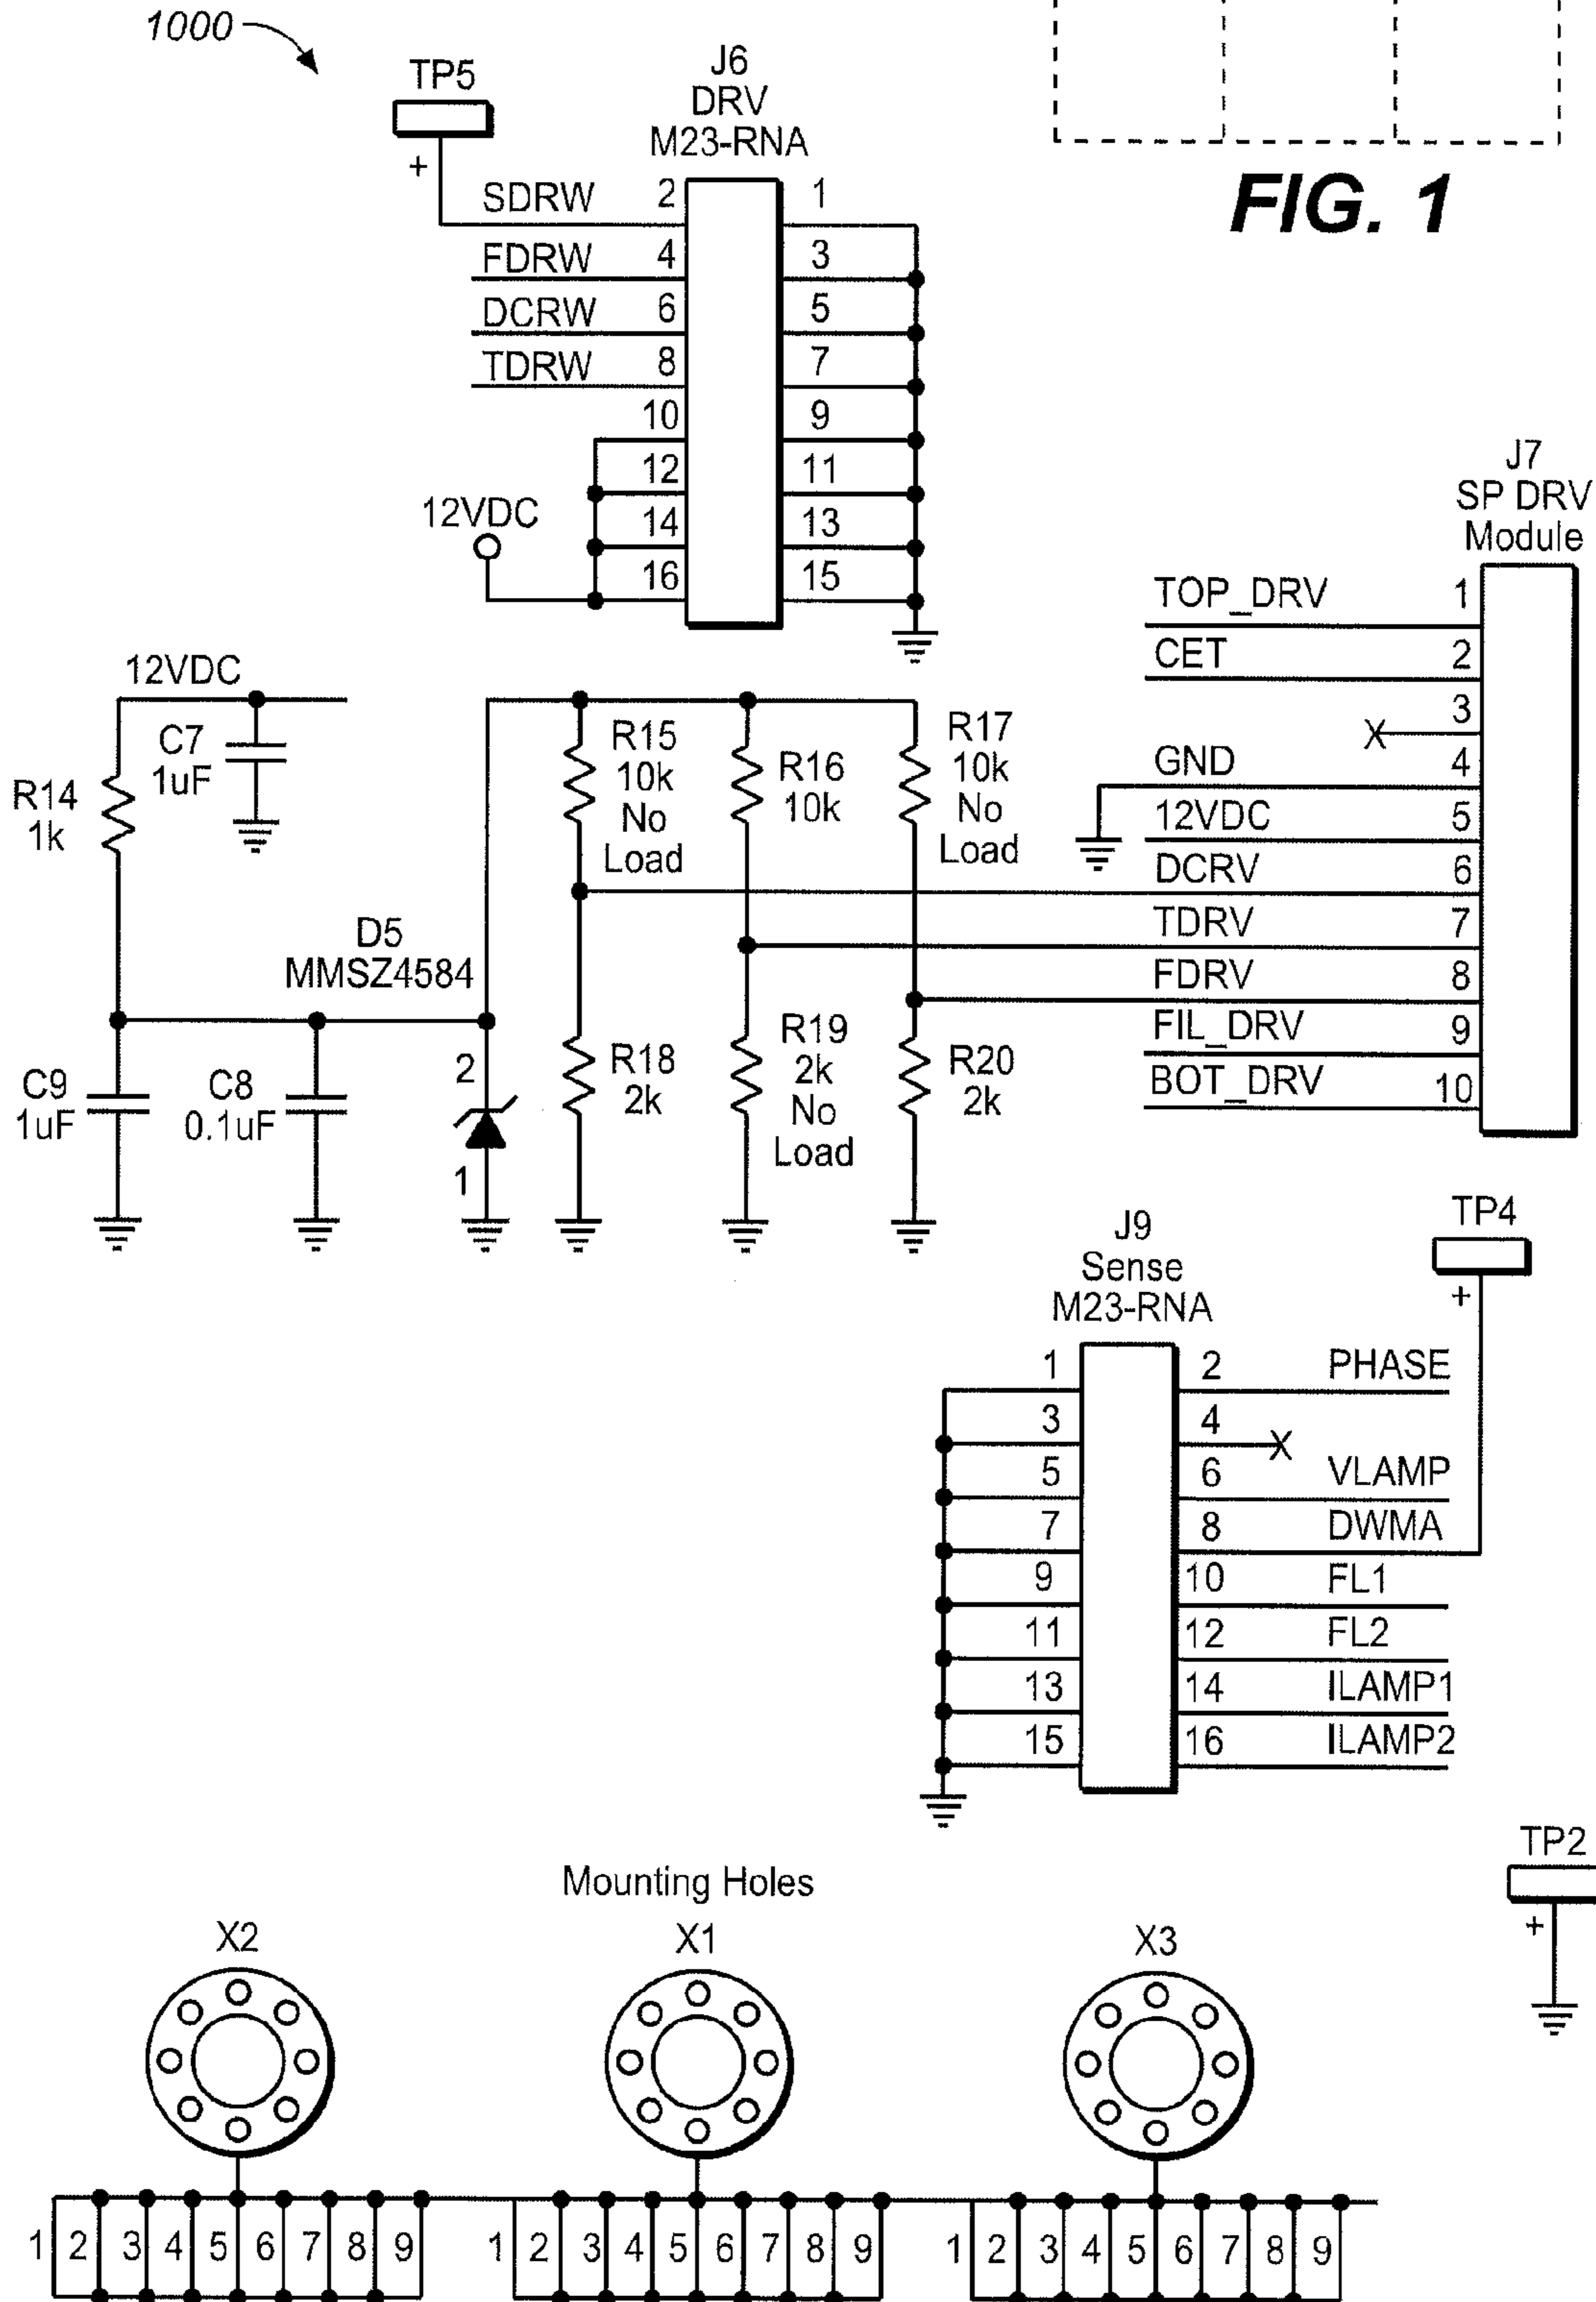 1000
TP5
+
J6
DRV
M23-RNA
FIG. 1
SDRW 2 1
FDRW 4 3
DCRW 6 5
TDRW 8 7
10 9
12 11
14 13
16 15
12VDC
J7
SP DRV
Module
TOP_DRV 1
CET 2
X 3
GND 4
12VDC 5
DCRV 6
TDRV 7
FDRV 8
FIL_DRV 9
BOT_DRV 10
12VDC
C7
1uF
R14
1k
R15
10k
No
Load
R16
10k
R17
10k
No
Load
D5
MMSZ4584
C9
1uF
C8
0.1uF
2
1
R18
2k
R19
2k
No
Load
R20
2k
TP4
+
J9
Sense
M23-RNA
1 2 PHASE
3 4 X
5 6 VLAMP
7 8 DWMA
9 10 FL1
11 12 FL2
13 14 ILAMP1
15 16 ILAMP2
TP2
+
Mounting Holes
X2 X1 X3
1 2 3 4 5 6 7 8 9 1 2 3 4 5 6 7 8 9 1 2 3 4 5 6 7 8 9